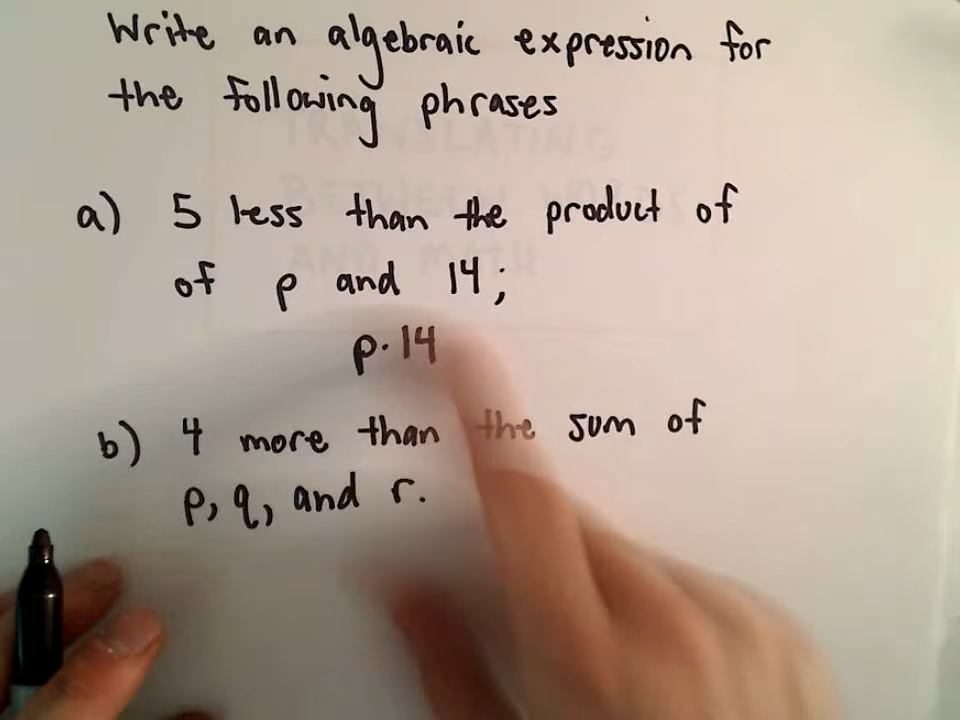 Write an algebraic expression for
the following phrases
a) 5 less than the product of
of p and 14;
p·14
b) 4 more than the sum of
p, q, and r.